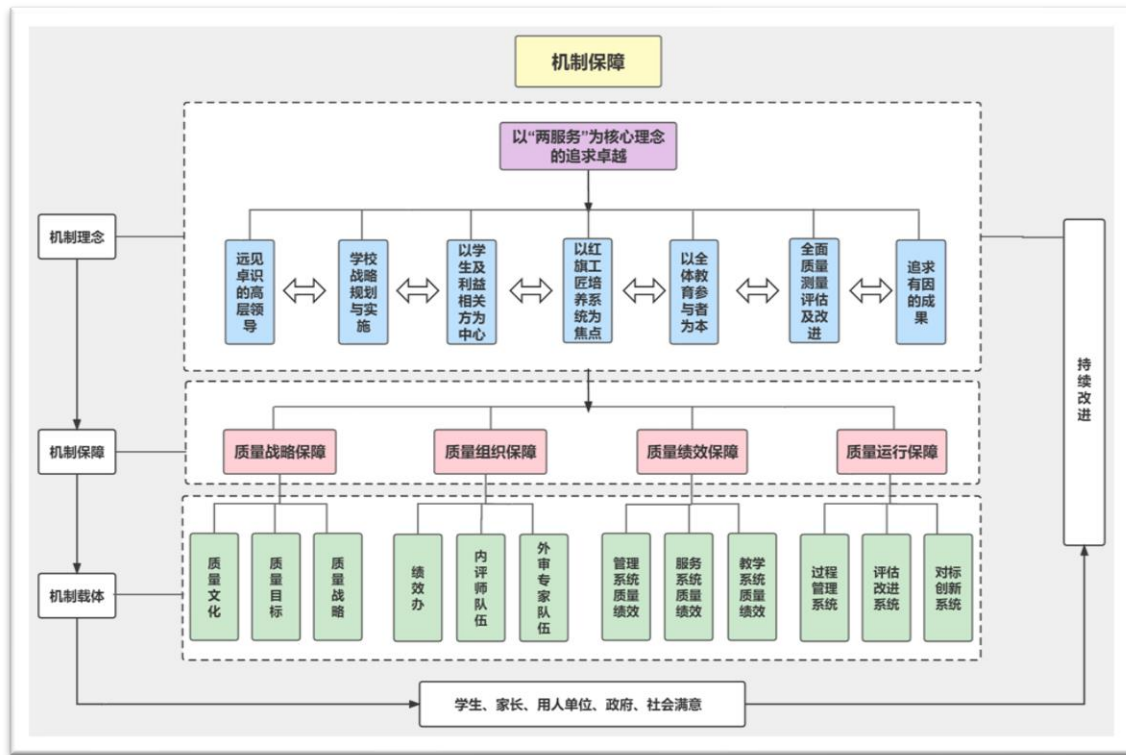 机制保障
以“两服务”为核心理念
的追求卓越
机制理念
远见
卓识
的高
层领
导
学校
战略
规划
与实
施
以学
生及
利益
相关
方为
中心
以红
旗工
匠培
养系
统为
焦点
以全
体教
育参
与者
为本
全面
质量
测量
评估
及改
进
追求
有因
的成
果
持
续
改
进
机制保障
质量战略保障
质量组织保障
质量绩效保障
质量运行保障
机制载体
质
量
文
化
质
量
目
标
质
量
战
略
绩
效
办
内
评
师
队
伍
外
审
专
家
队
伍
管理
系统
质量
绩效
服务
系统
质量
绩效
教学
系统
质量
绩效
过程
管理
系统
评估
改进
系统
对标
创新
系统
学生、家长、用人单位、政府、社会满意